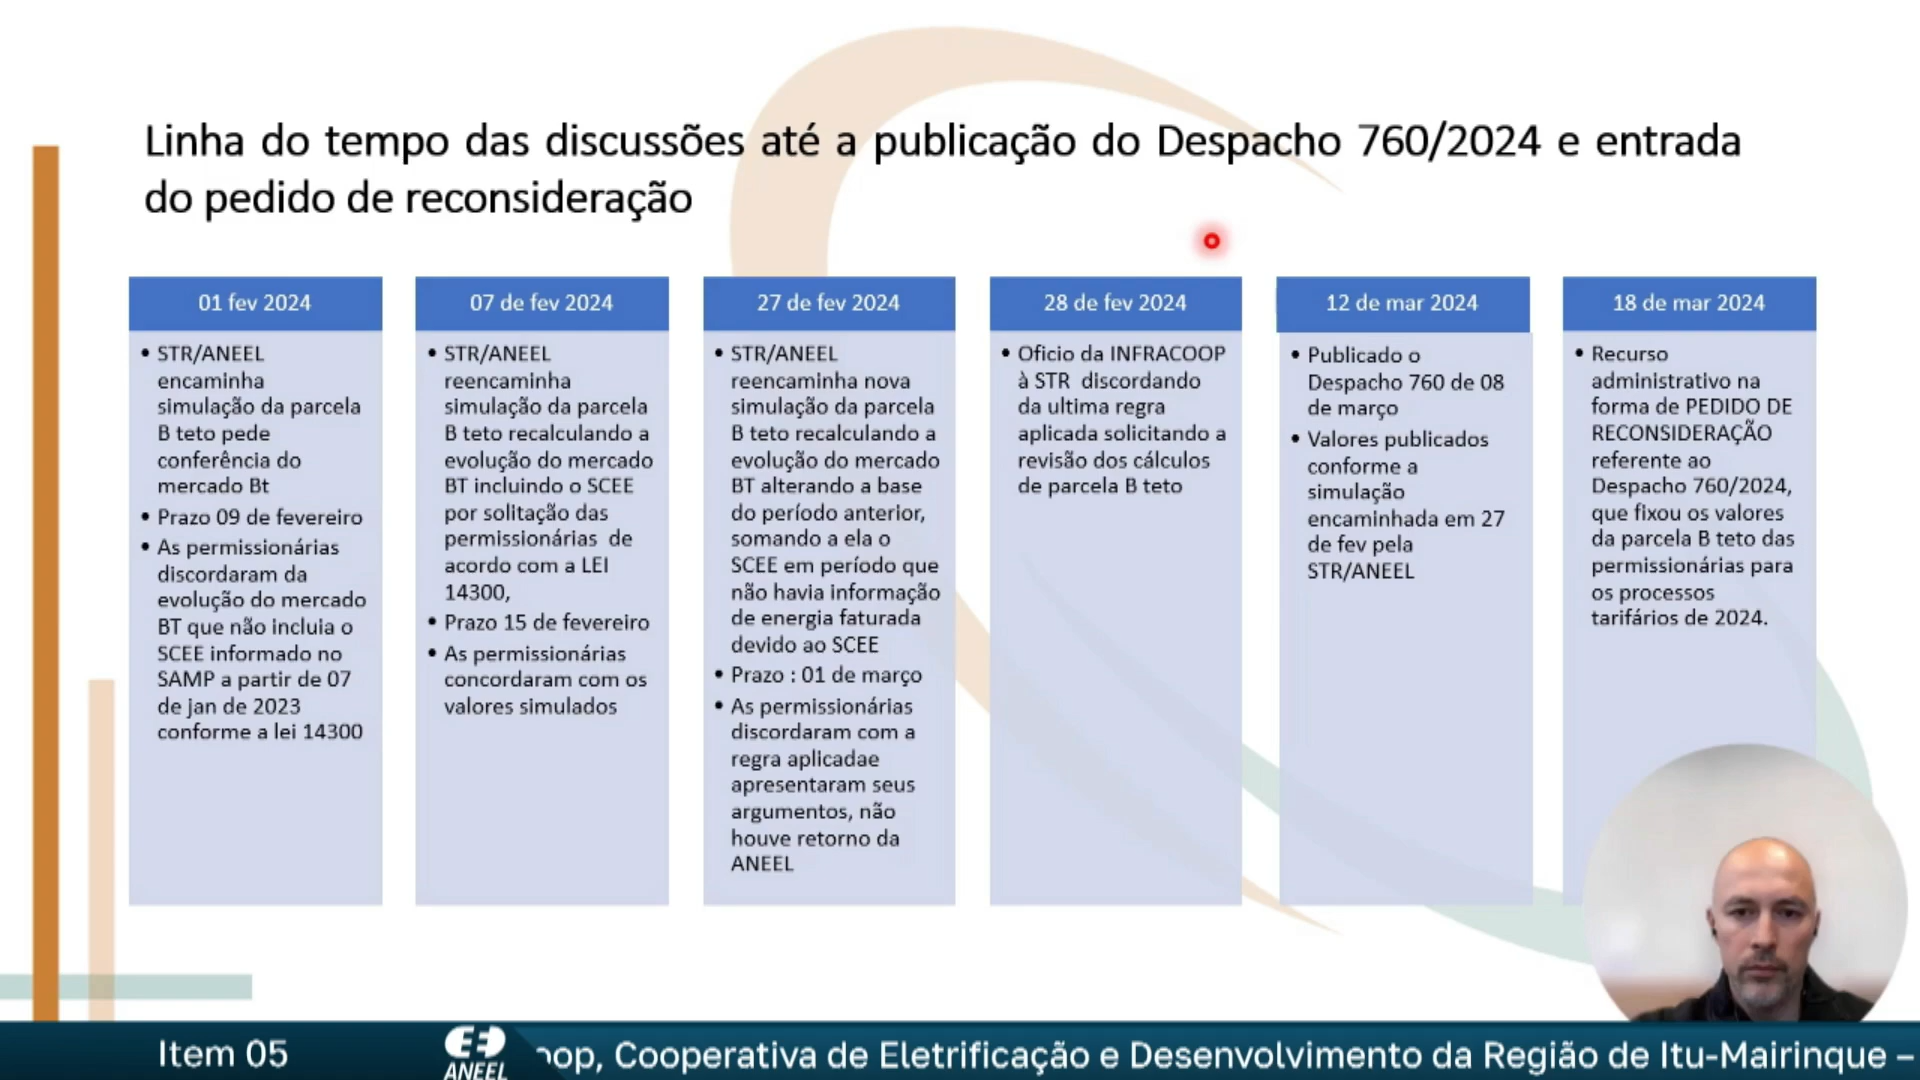 Linha do tempo das discussões até a publicação do Despacho 760/2024 e entrada
do pedido de reconsideração
01 fev 2024
• STR/ANEEL
encaminha
simulação da parcela
B teto pede
conferência do
mercado Bt
• Prazo 09 de fevereiro
• As permissionárias
discordaram da
evolução do mercado
BT que não incluia o
SCEE informado no
SAMP a partir de 07
de jan de 2023
conforme a lei 14300
07 de fev 2024
• STR/ANEEL
reencaminha
simulação da parcela
B teto recalculando a
evolução do mercado
BT incluindo o SCEE
por solitação das
permissionárias de
acordo com a LEI
14300,
• Prazo 15 de fevereiro
• As permissionárias
concordaram com os
valores simulados
27 de fev 2024
• STR/ANEEL
reencaminha nova
simulação da parcela
B teto recalculando a
evolução do mercado
BT alterando a base
do período anterior,
somando a ela o
SCEE em período que
não havia informação
de energia faturada
devido ao SCEE
• Prazo : 01 de março
• As permissionárias
discordaram com a
regra aplicadae
apresentaram seus
argumentos, não
houve retorno da
ANEEL
28 de fev 2024
• Oficio da INFRACOOP
à STR discordando
da ultima regra
aplicada solicitando a
revisão dos cálculos
de parcela B teto
12 de mar 2024
• Publicado o
Despacho 760 de 08
de março
• Valores publicados
conforme a
simulação
encaminhada em 27
de fev pela
STR/ANEEL
18 de mar 2024
• Recurso
administrativo na
forma de PEDIDO DE
RECONSIDERAÇÃO
referente ao
Despacho 760/2024,
que fixou os valores
da parcela B teto das
permissionárias para
os processos
tarifários de 2024.
Item 05
ANEEL
oop, Cooperativa de Eletrificação e Desenvolvimento da Região de Itu-Mairinque –